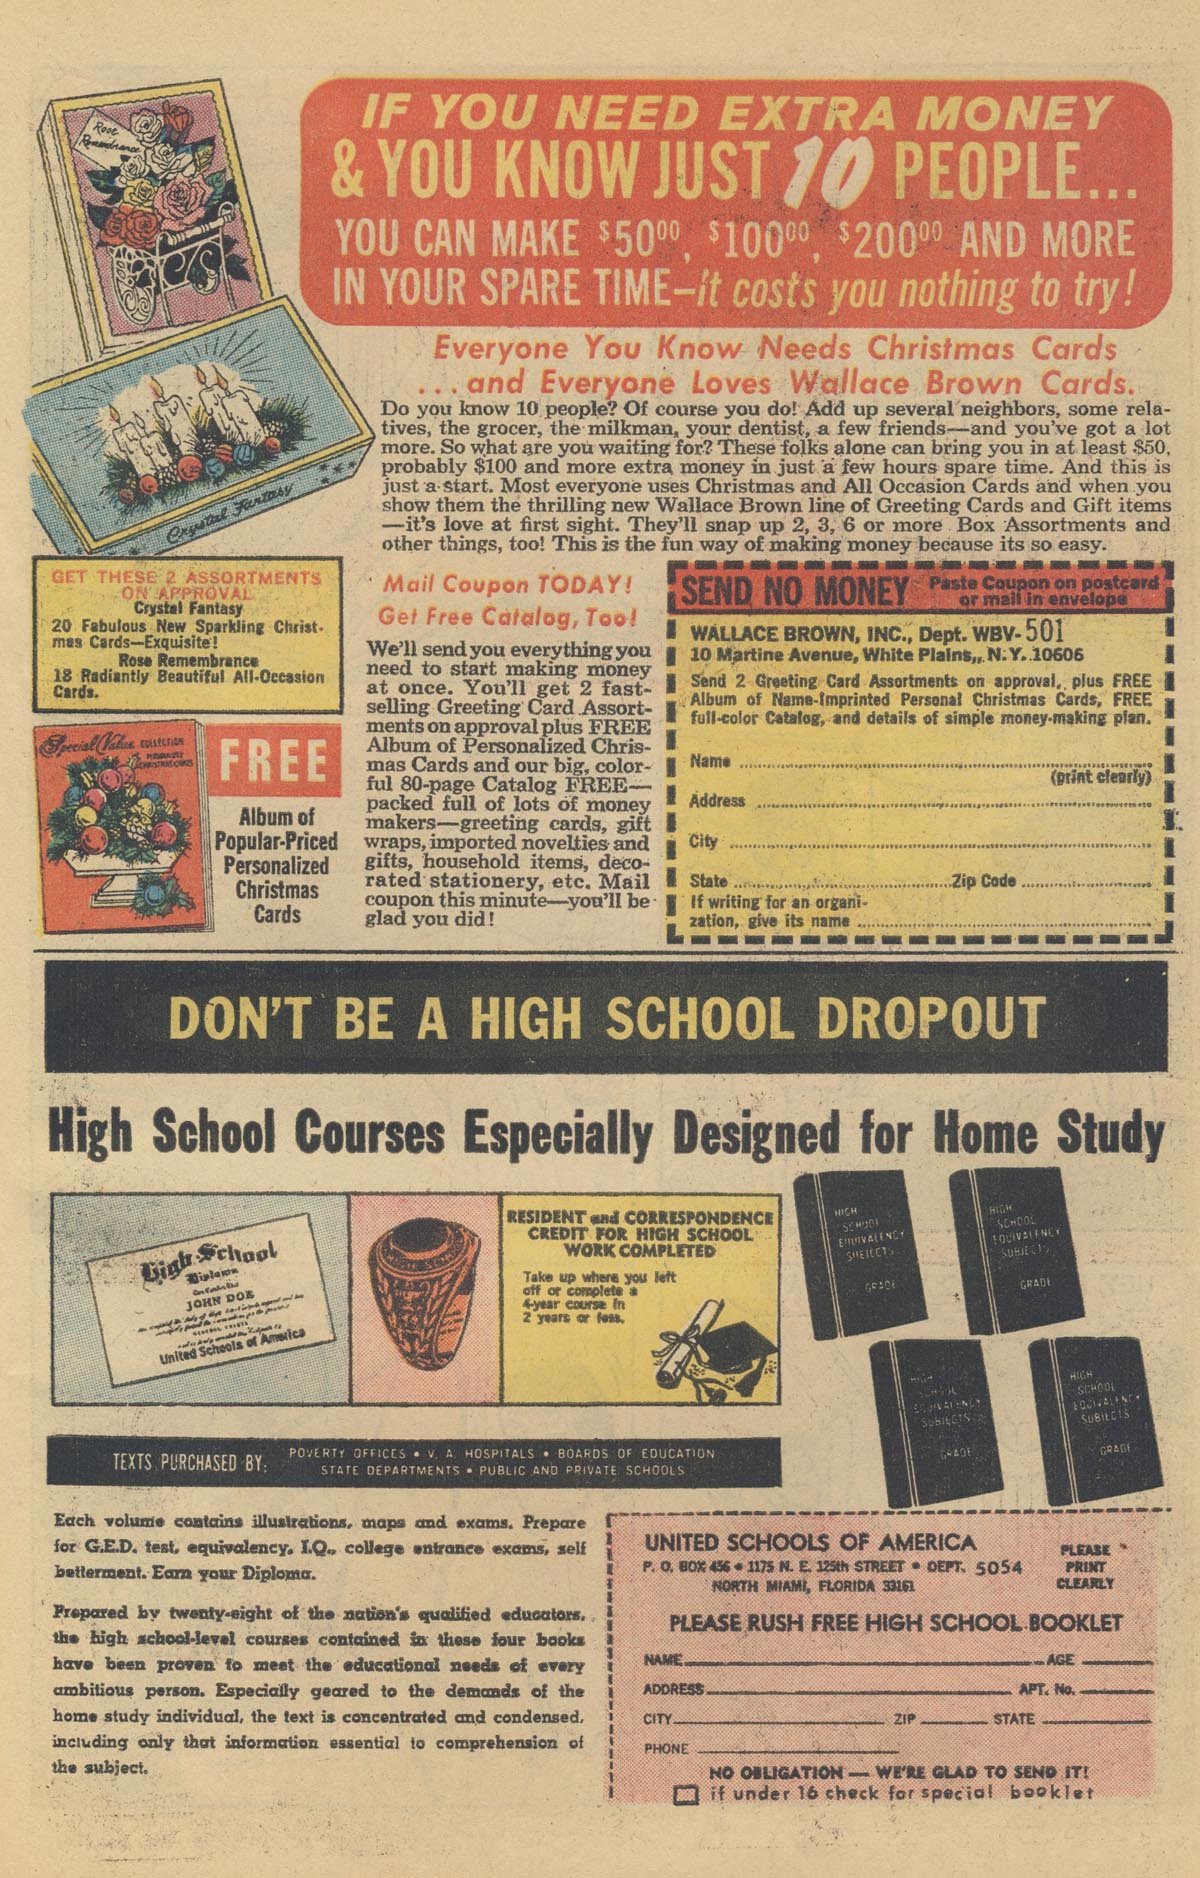 Rose
Remembrance
IF YOU NEED EXTRA MONEY
& YOU KNOW JUST 10 PEOPLE...
YOU CAN MAKE $50.00, $100.00, $200.00 AND MORE
IN YOUR SPARE TIME—it costs you nothing to try!
Everyone You Know Needs Christmas Cards
...and Everyone Loves Wallace Brown Cards.
Crystal Fantasy
Do you know 10 people? Of course you do! Add up several neighbors, some rela-
tives, the grocer, the milkman, your dentist, a few friends—and you've got a lot
more. So what are you waiting for? These folks alone can bring you in at least $50,
probably $100 and more extra money in just a few hours spare time. And this is
just a start. Most everyone uses Christmas and All Occasion Cards and when you
show them the thrilling new Wallace Brown line of Greeting Cards and Gift items
—it's love at first sight. They'll snap up 2, 3, 6 or more Box Assortments and
other things, too! This is the fun way of making money because its so easy.
GET THESE 2 ASSORTMENTS
ON APPROVAL
Crystal Fantasy
20 Fabulous New Sparkling Christ-
mas Cards—Exquisite!
Rose Remembrance
18 Radiantly Beautiful All-Occasion
Cards.
Special Value COLLECTION
PERSONALIZED
CHRISTMAS CARDS
FREE
Album of
Popular-Priced
Personalized
Christmas
Cards
Mail Coupon TODAY!
Get Free Catalog, Too!
We'll send you everything you
need to start making money
at once. You'll get 2 fast-
selling Greeting Card Assort-
ments on approval plus FREE
Album of Personalized Chris-
mas Cards and our big, color-
ful 80-page Catalog FREE—
packed full of lots of money
makers—greeting cards, gift
wraps, imported novelties and
gifts, household items, deco-
rated stationery, etc. Mail
coupon this minute—you'll be
glad you did!
SEND NO MONEY Paste Coupon on postcard
or mail in envelope
WALLACE BROWN, INC., Dept. WBV-501
10 Martine Avenue, White Plains,, N.Y. 10606
Send 2 Greeting Card Assortments on approval, plus FREE
Album of Name-Imprinted Personal Christmas Cards, FREE
full-color Catalog, and details of simple money-making plan.
Name
(print clearly)
Address
City
State Zip Code
If writing for an organi-
zation, give its name
DON'T BE A HIGH SCHOOL DROPOUT
High School Courses Especially Designed for Home Study
High School
Diploma
JOHN DOE
United Schools of America
HIGH SCHOOL
RESIDENT and CORRESPONDENCE
CREDIT FOR HIGH SCHOOL
WORK COMPLETED
Take up where you left
off or complete a
4-year course in
2 years or less.
HIGH
SCHOOL
EQUIVALENCY
SUBJECTS
GRADE
HIGH
SCHOOL
EQUIVALENCY
SUBJECTS
GRADE
HIGH
SCHOOL
EQUIVALENCY
SUBJECTS
GRADE
HIGH
SCHOOL
EQUIVALENCY
SUBJECTS
GRADE
TEXTS PURCHASED BY: POVERTY OFFICES • V. A. HOSPITALS • BOARDS OF EDUCATION
STATE DEPARTMENTS • PUBLIC AND PRIVATE SCHOOLS
Each volume contains illustrations, maps and exams. Prepare
for G.E.D. test, equivalency, I.Q., college entrance exams, self
betterment. Earn your Diploma.
Prepared by twenty-eight of the nation's qualified educators,
the high school-level courses contained in these four books
have been proven to meet the educational needs of every
ambitious person. Especially geared to the demands of the
home study individual, the text is concentrated and condensed,
including only that information essential to comprehension of
the subject.
UNITED SCHOOLS OF AMERICA
P. O. BOX 456 • 1175 N. E. 125th STREET • DEPT. 5054
NORTH MIAMI, FLORIDA 33161
PLEASE
PRINT
CLEARLY
PLEASE RUSH FREE HIGH SCHOOL BOOKLET
NAME AGE
ADDRESS APT. No.
CITY ZIP STATE
PHONE
NO OBLIGATION — WE'RE GLAD TO SEND IT!
if under 16 check for special booklet